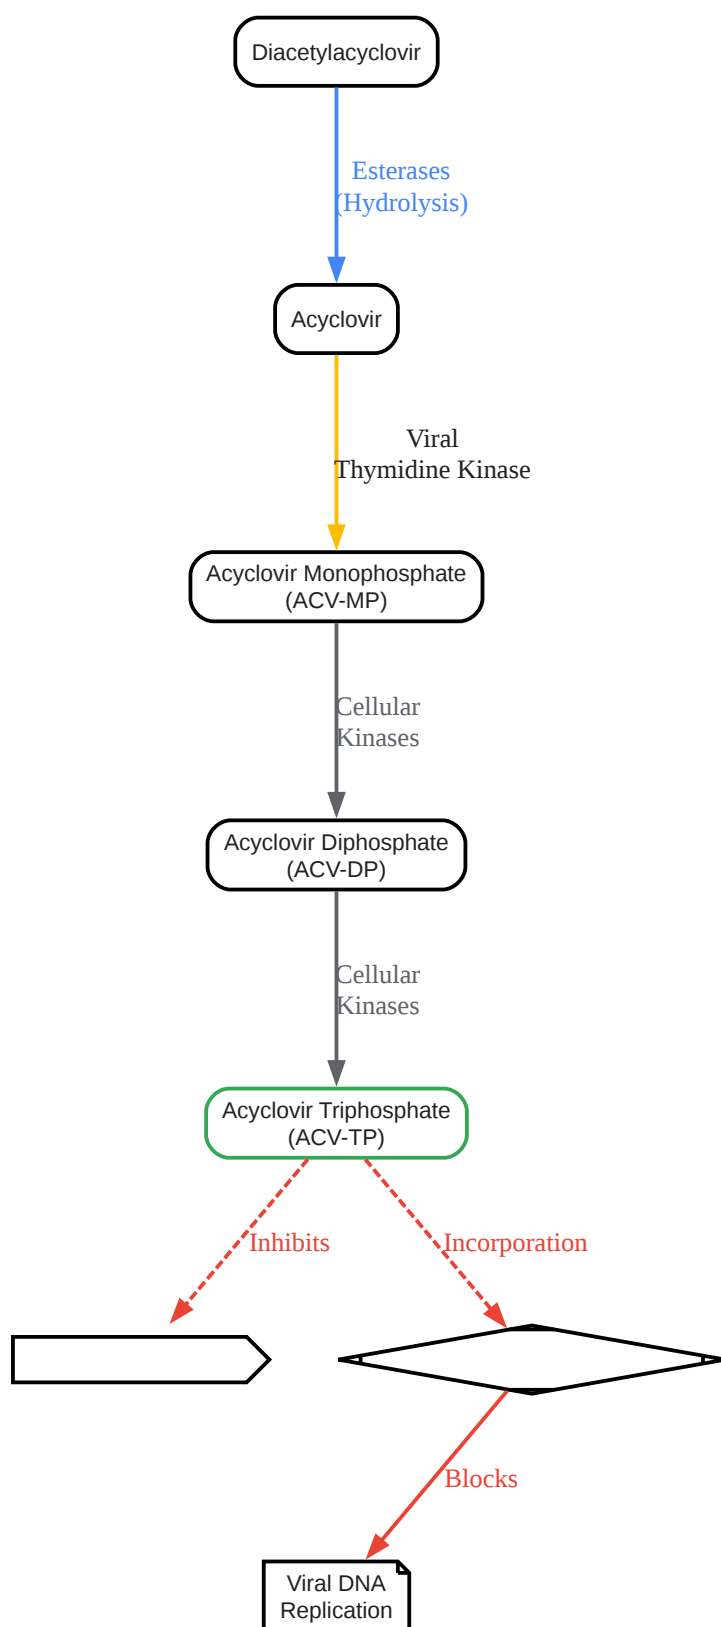 Diacetylacyclovir
Esterases
(Hydrolysis)
Acyclovir
Viral
Thymidine Kinase
Acyclovir Monophosphate
(ACV-MP)
Cellular
Kinases
Acyclovir Diphosphate
(ACV-DP)
Cellular
Kinases
Acyclovir Triphosphate
(ACV-TP)
Inhibits
Incorporation
Blocks
Viral DNA
Replication